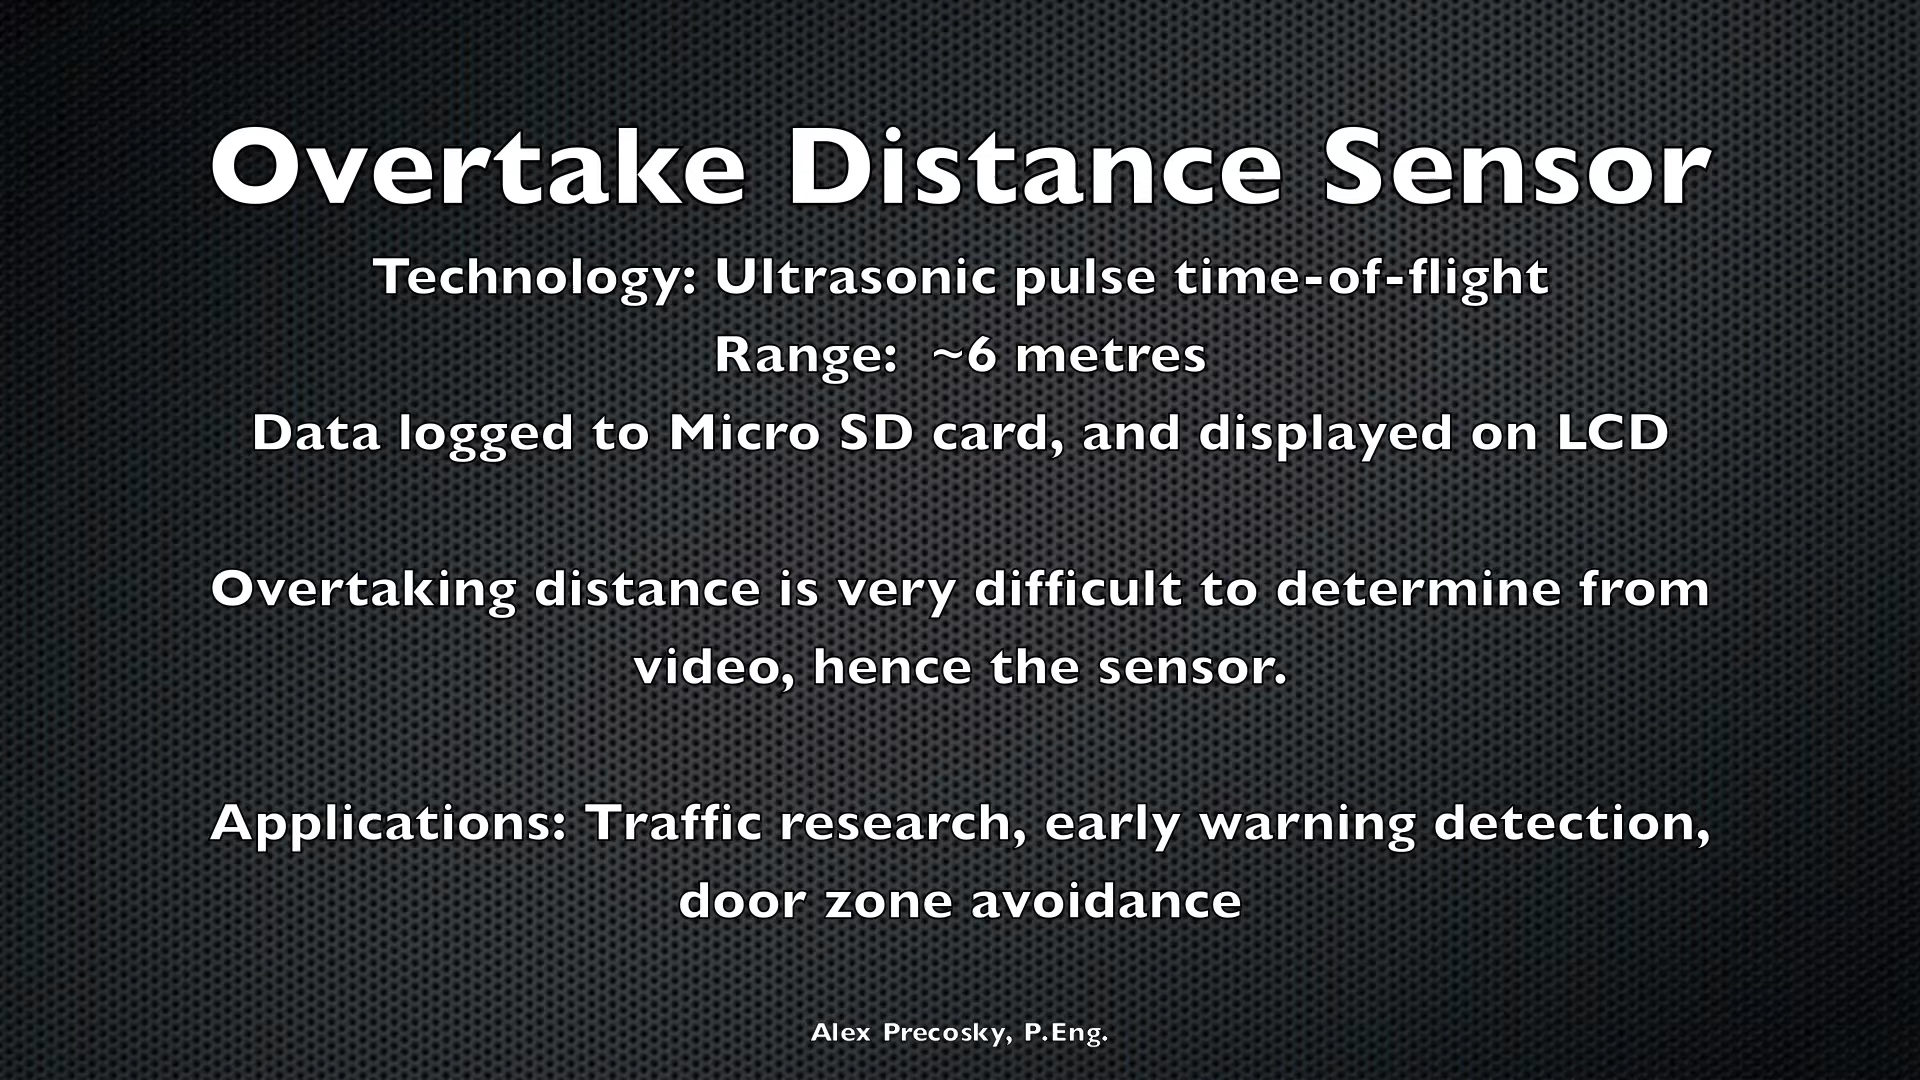 Overtake Distance Sensor
Technology: Ultrasonic pulse time-of-flight
Range:  ~6 metres
Data logged to Micro SD card, and displayed on LCD
Overtaking distance is very difficult to determine from
video, hence the sensor.
Applications: Traffic research, early warning detection,
door zone avoidance
Alex Precosky, P.Eng.